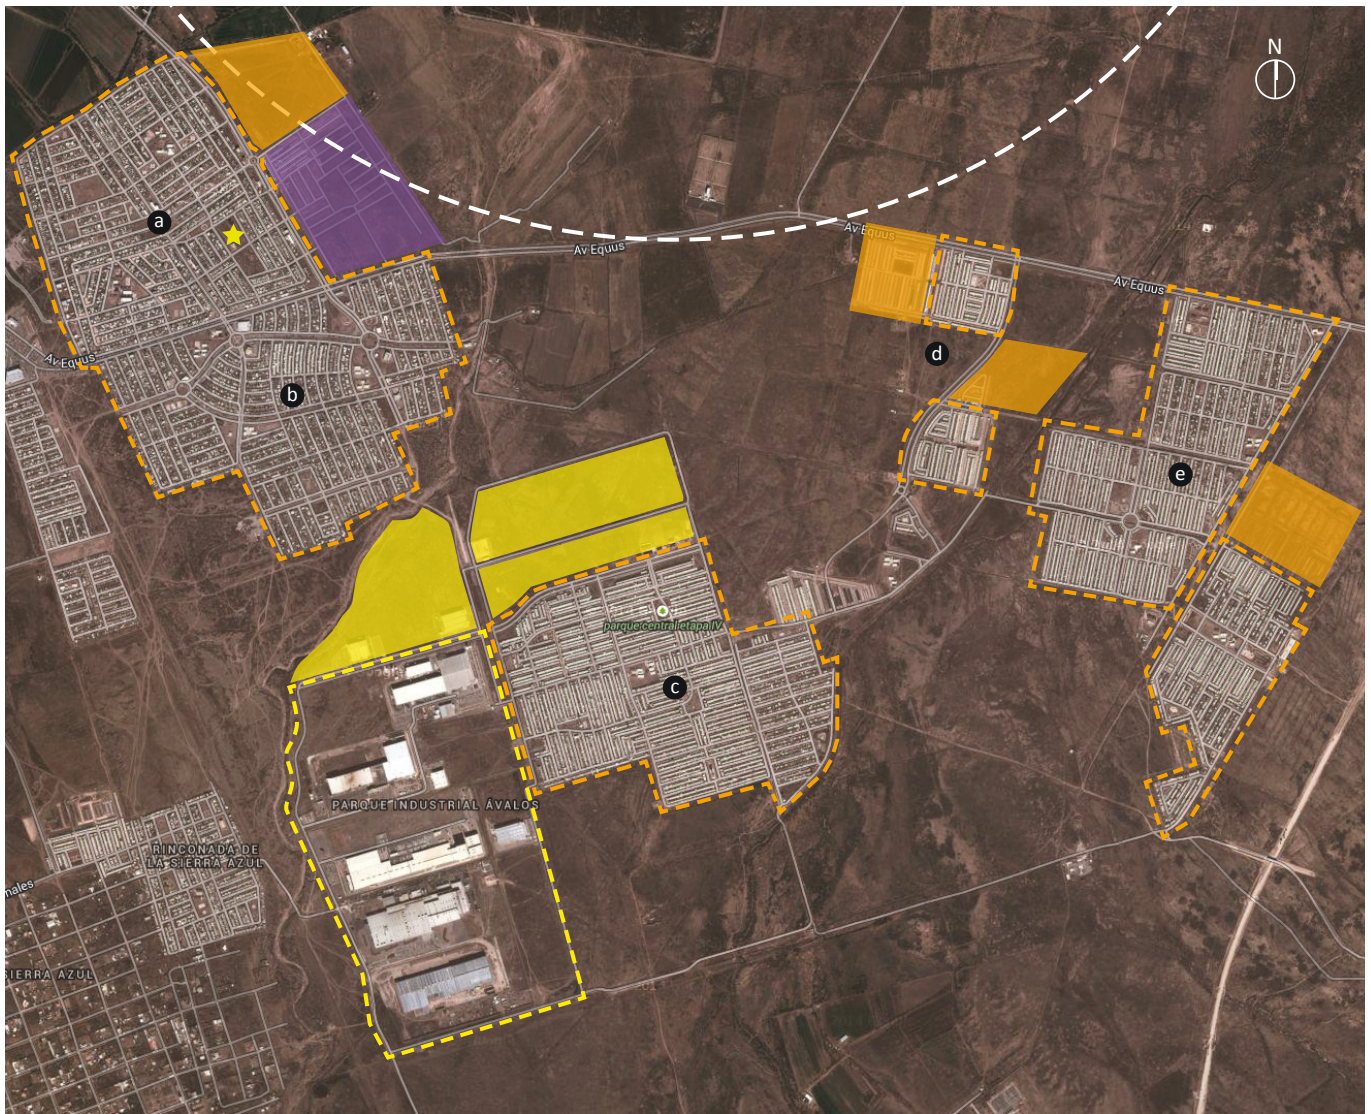 N
a
Av Equus
Av Equus
Av Equus
d
Av Equus
b
e
parque central etapa IV
c
PARQUE INDUSTRIAL ÁVALOS
RINCONADA DE
LA SIERRA AZUL
nales
SIERRA AZUL